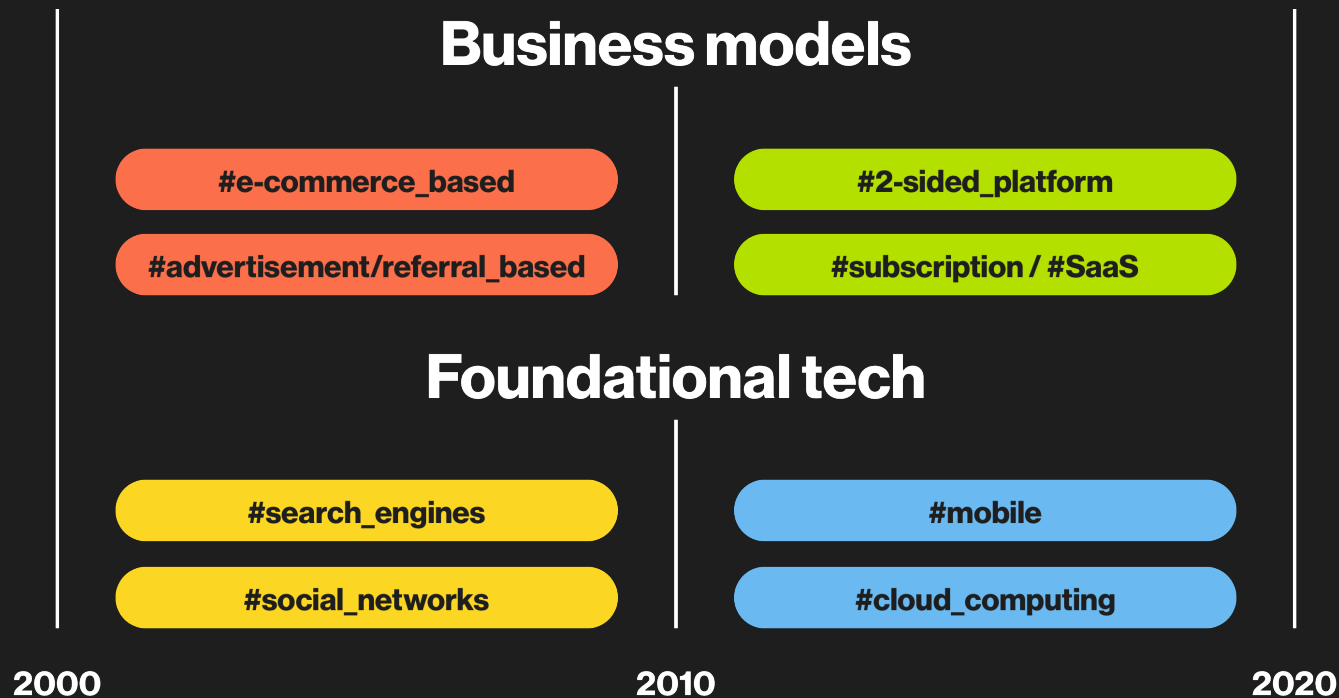 Business models
#e-commerce_based
#2-sided_platform
#advertisement/referral_based
#subscription / #SaaS
Foundational tech
#search_engines
#mobile
#social_networks
#cloud_computing
2000
2010
2020